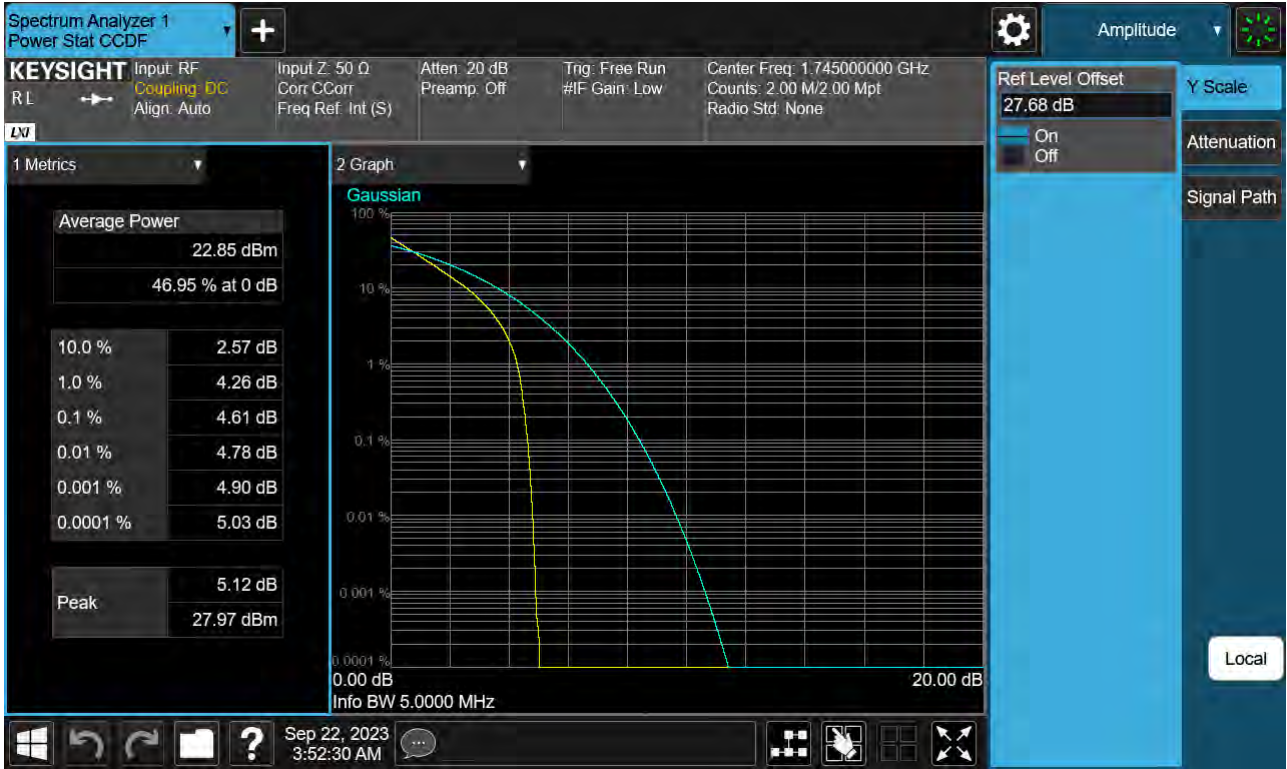 Spectrum Analyzer 1
Power Stat CCDF
+
Amplitude
KEYSIGHT
RL
LXI
Input: RF
Coupling: DC
Align: Auto
Input Z: 50 Ω
Corr CCorr
Freq Ref: Int (S)
Atten: 20 dB
Preamp: Off
Trig: Free Run
#IF Gain: Low
Center Freq: 1.745000000 GHz
Counts: 2.00 M/2.00 Mpt
Radio Std: None
Ref Level Offset
27.68 dB
On
Off
Y Scale
Attenuation
Signal Path
Local
1 Metrics
Average Power
22.85 dBm
46.95 % at 0 dB
10.0 % 2.57 dB
1.0 % 4.26 dB
0.1 % 4.61 dB
0.01 % 4.78 dB
0.001 % 4.90 dB
0.0001 % 5.03 dB
Peak
5.12 dB
27.97 dBm
2 Graph
Gaussian
100 %
10 %
1 %
0.1 %
0.01 %
0.001 %
0.0001 %
0.00 dB 20.00 dB
Info BW 5.0000 MHz
?
Sep 22, 2023
3:52:30 AM